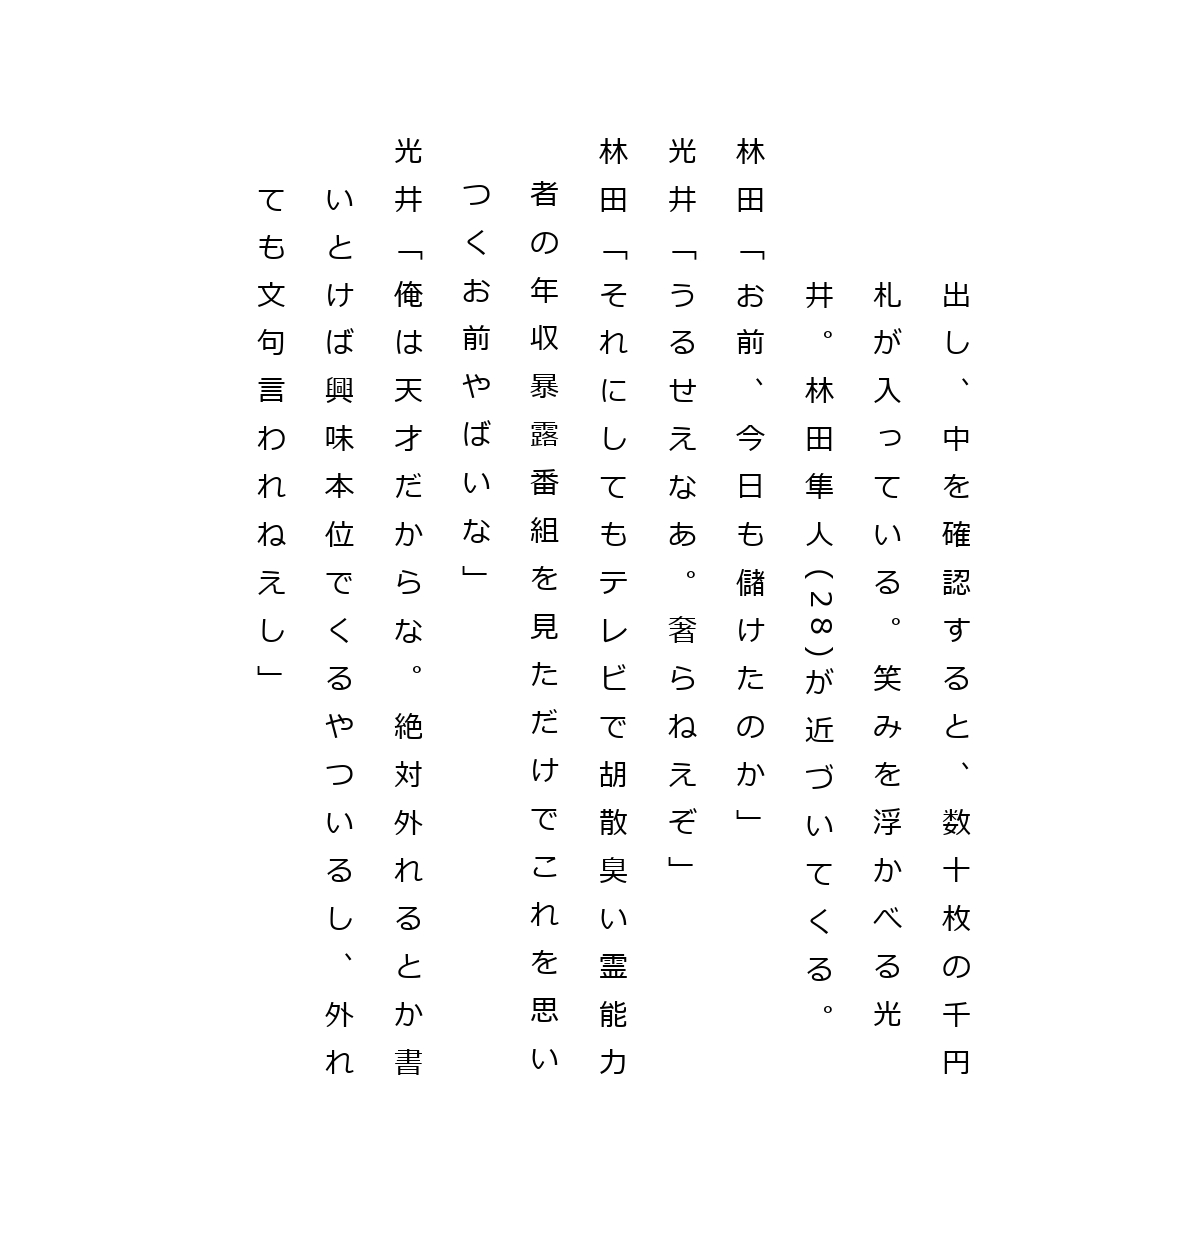 出し、中を確認すると、数十枚の千円
札が入っている。笑みを浮かべる光
井。林田隼人(28)が近づいてくる。
林田「お前、今日も儲けたのか」
光井「うるせえなあ。奢らねえぞ」
林田「それにしてもテレビで胡散臭い霊能力
者の年収暴露番組を見ただけでこれを思い
つくお前やばいな」
光井「俺は天才だからな。絶対外れるとか書
いとけば興味本位でくるやついるし、外れ
ても文句言われねえし」